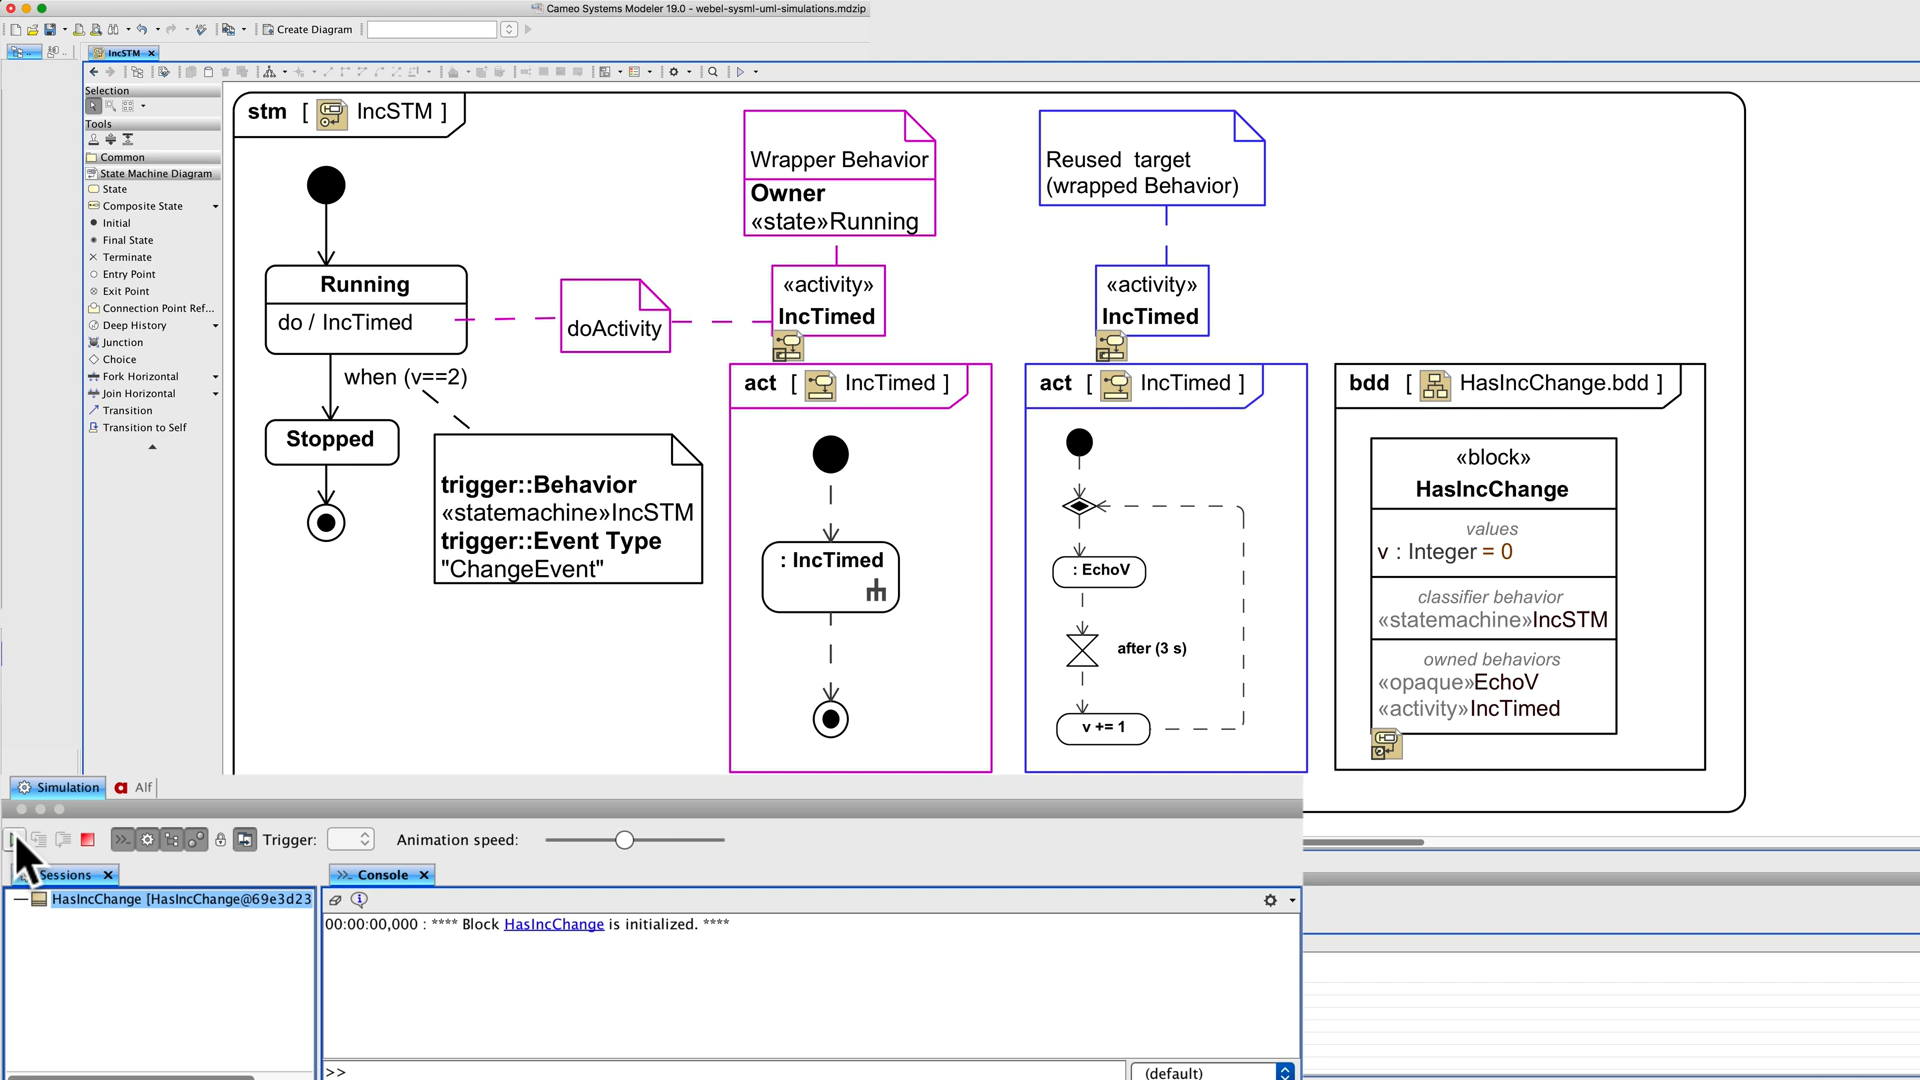 Cameo Systems Modeler 19.0 - webel-sysml-uml-simulations.mdzip
Create Diagram
IncSTM
Selection
Tools
Common
State Machine Diagram
State
Composite State
Initial
Final State
Terminate
Entry Point
Exit Point
Connection Point Ref...
Deep History
Junction
Choice
Fork Horizontal
Join Horizontal
Transition
Transition to Self
stm [ IncSTM ]
Running
do / IncTimed
when (v==2)
Stopped
trigger::Behavior
«statemachine»IncSTM
trigger::Event Type
"ChangeEvent"
doActivity
Wrapper Behavior
Owner
«state»Running
«activity»
IncTimed
act [ IncTimed ]
: IncTimed
Reused target
(wrapped Behavior)
«activity»
IncTimed
act [ IncTimed ]
: EchoV
after (3 s)
v += 1
bdd [ HasIncChange.bdd ]
«block»
HasIncChange
values
v : Integer = 0
classifier behavior
«statemachine»IncSTM
owned behaviors
«opaque»EchoV
«activity»IncTimed
Simulation
Alf
Trigger:
Animation speed:
Sessions
Console
HasIncChange [HasIncChange@69e3d23
00:00:00,000 : **** Block HasIncChange is initialized. ****
>>
(default)